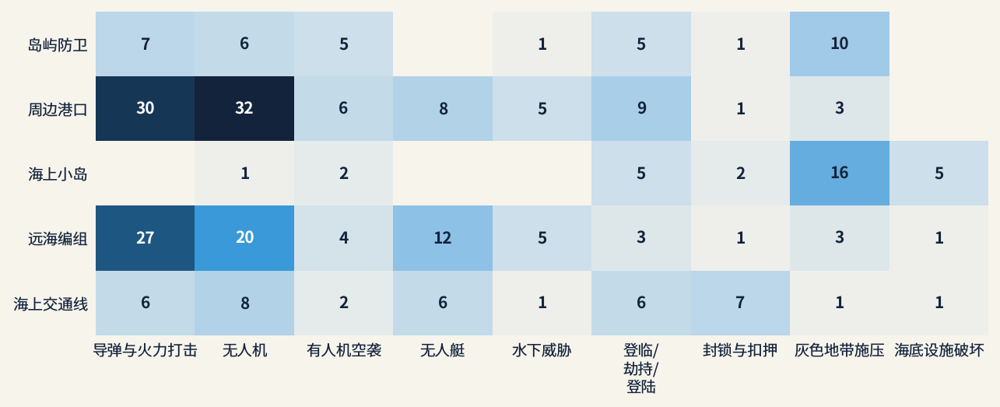 岛屿防卫 7 6 5 1 5 1 10
周边港口 30 32 6 8 5 9 1 3
海上小岛 1 2 5 2 16 5
远海编组 27 20 4 12 5 3 1 3 1
海上交通线 6 8 2 6 1 6 7 1 1
导弹与火力打击 无人机 有人机空袭 无人艇 水下威胁 登临/ 封锁与扣押 灰色地带施压 海底设施破坏
劫持/
登陆